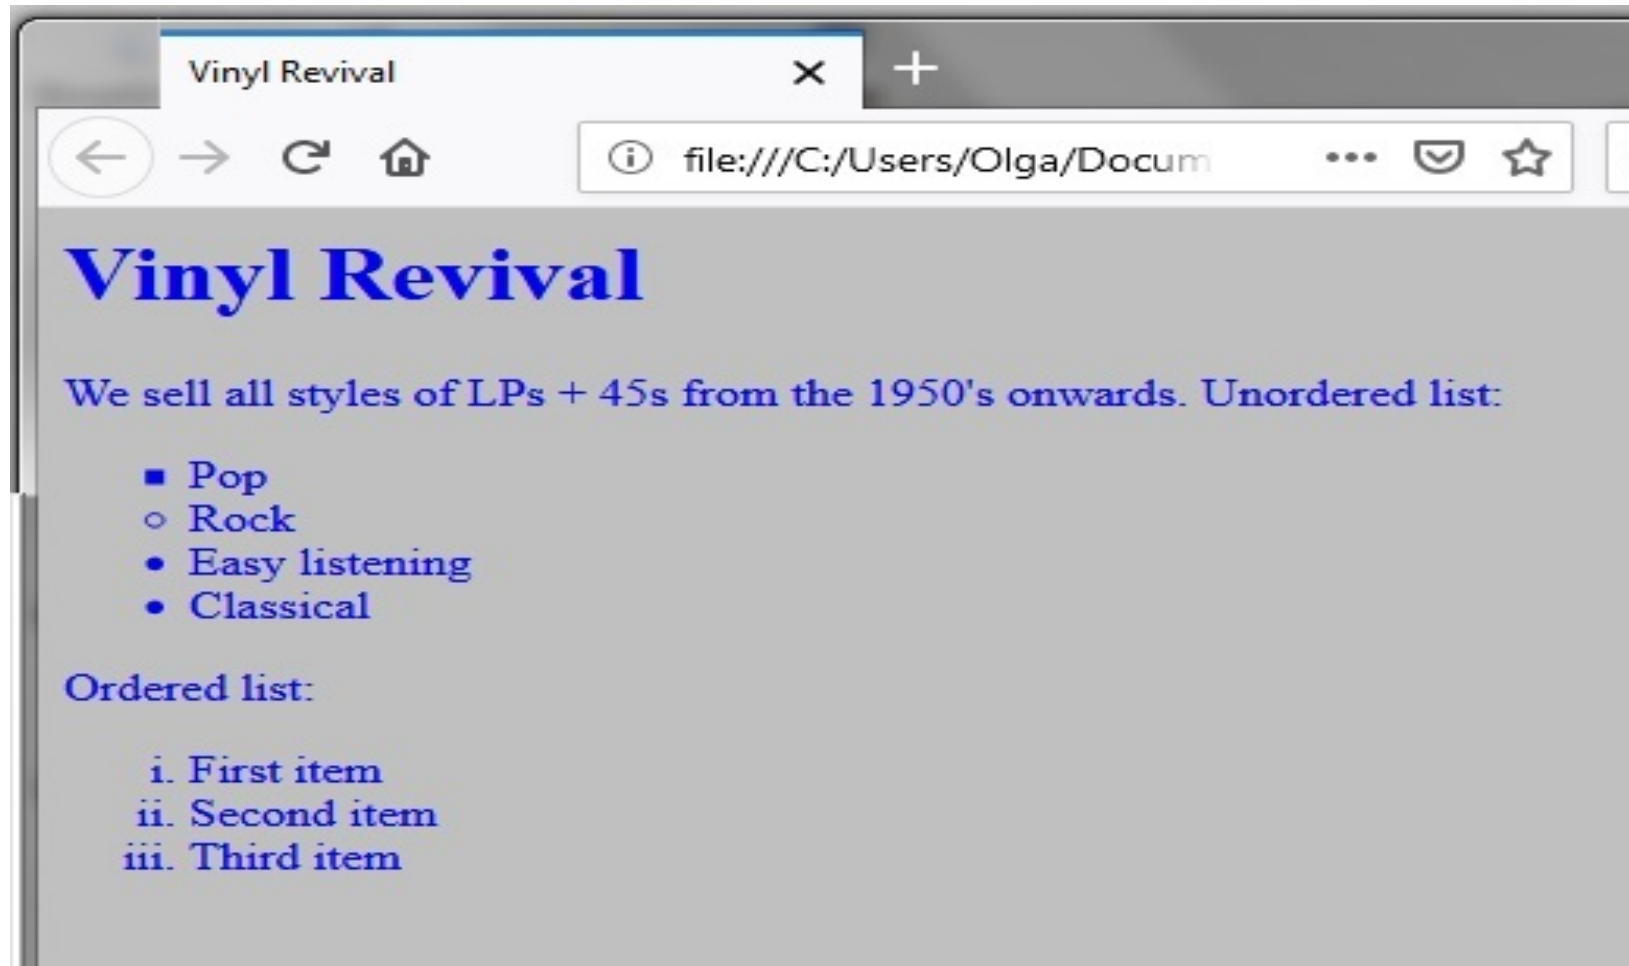 Vinyl Revival
file:///C:/Users/Olga/Docum
Vinyl Revival
We sell all styles of LPs + 45s from the 1950's onwards. Unordered list:
Pop
Rock
Easy listening
Classical
Ordered list:
i. First item
ii. Second item
iii. Third item